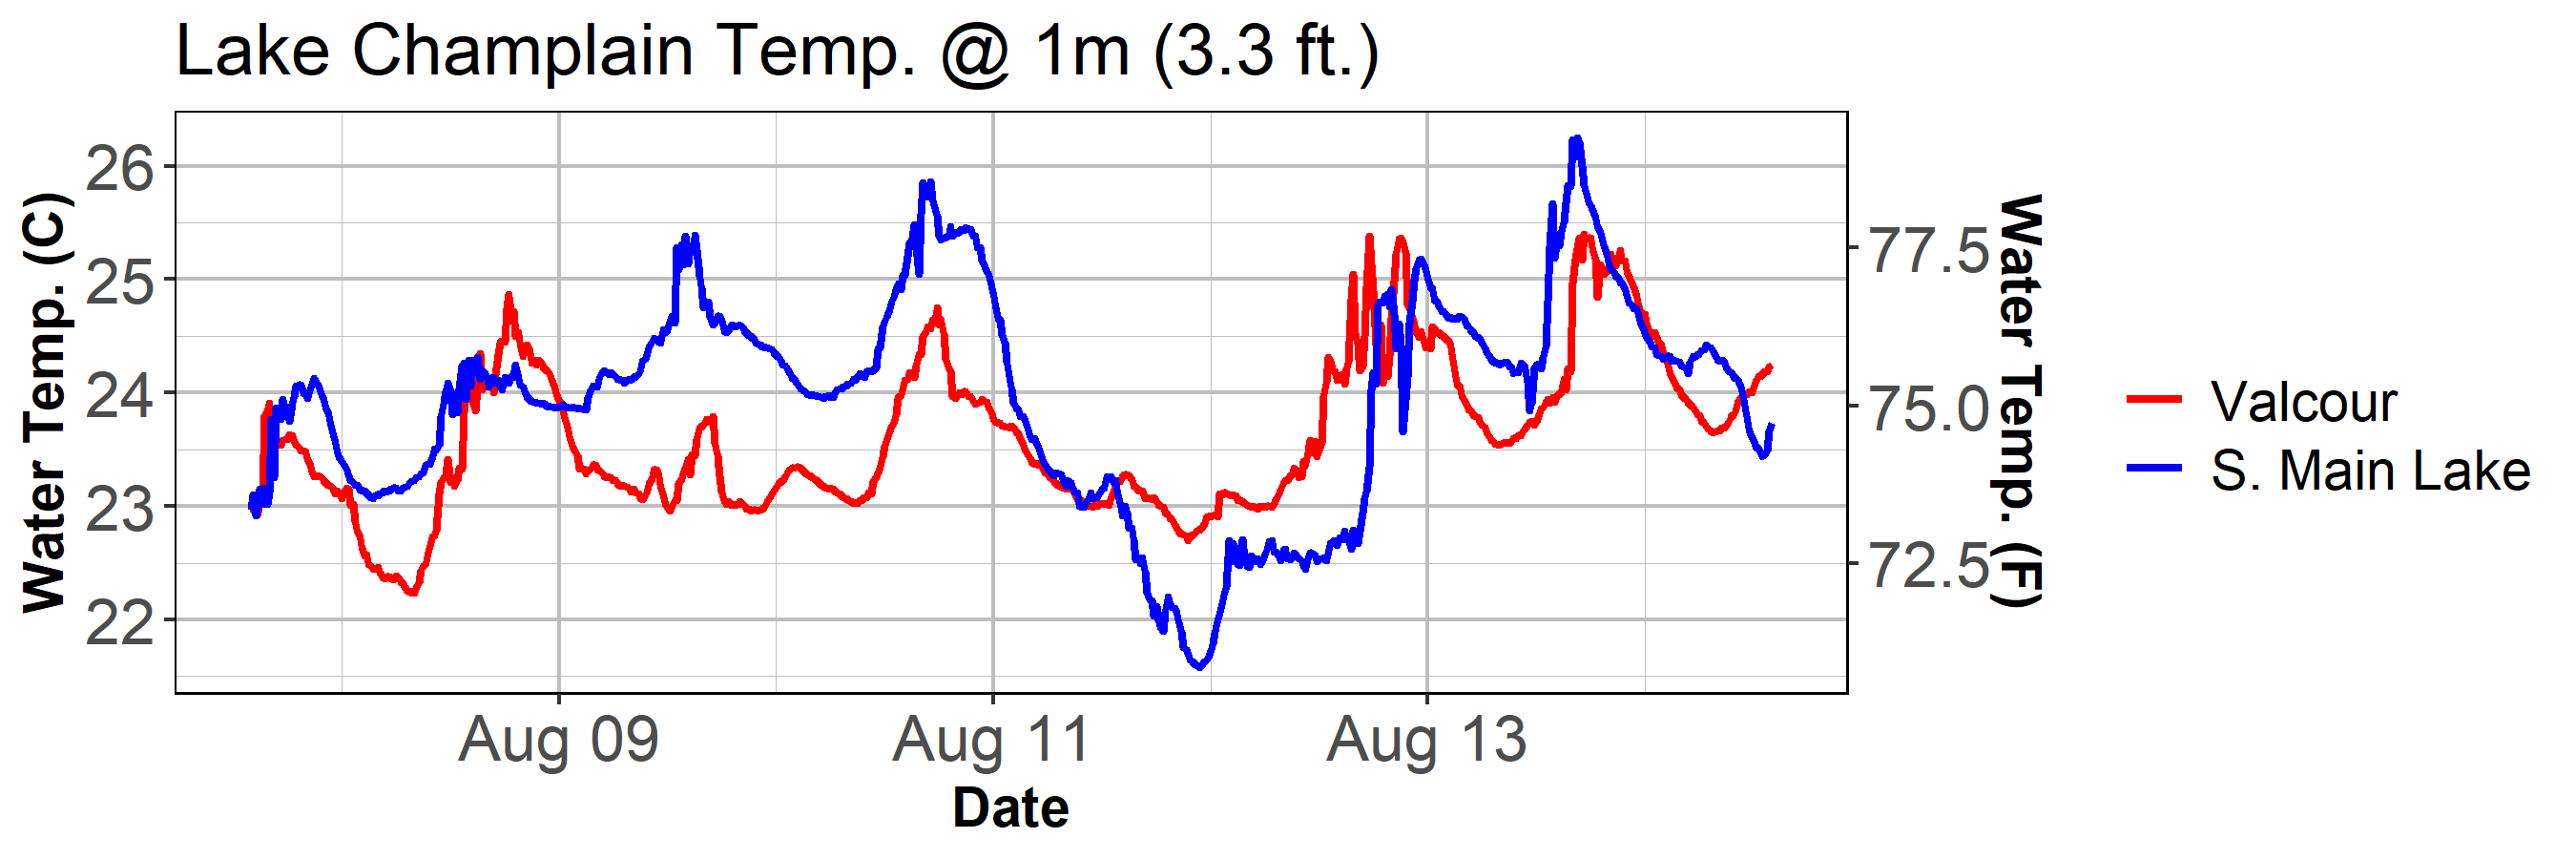 Lake Champlain Temp. @ 1m (3.3 ft.)
Water Temp. (C)
26
25
24
23
22
77.5
75.0
72.5
Water Temp. (F)
Aug 09
Aug 11
Aug 13
Date
Valcour
S. Main Lake